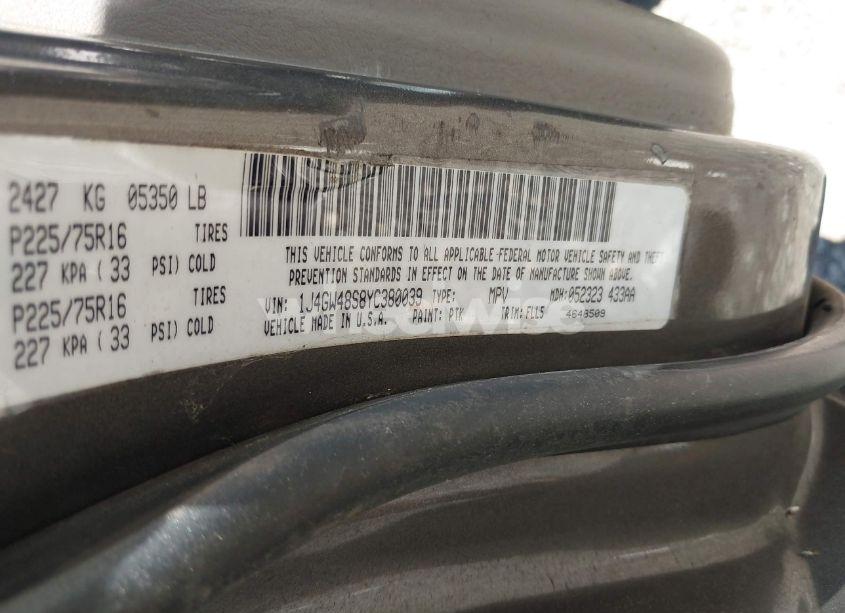 2427 KG 05350 LB
P225/75R16 TIRES
227 KPA ( 33 PSI) COLD
P225/75R16 TIRES
227 KPA ( 33 PSI) COLD
THIS VEHICLE CONFORMS TO ALL APPLICABLE FEDERAL MOTOR VEHICLE SAFETY AND THEFT
PREVENTION STANDARDS IN EFFECT ON THE DATE OF MANUFACTURE SHOWN ABOVE.
VIN: 1J4GW48S8YC380039 TYPE: MPV MDH: 052323 433AA
VEHICLE MADE IN U.S.A. PAINT: PTK TRIM: FLL5 4648509